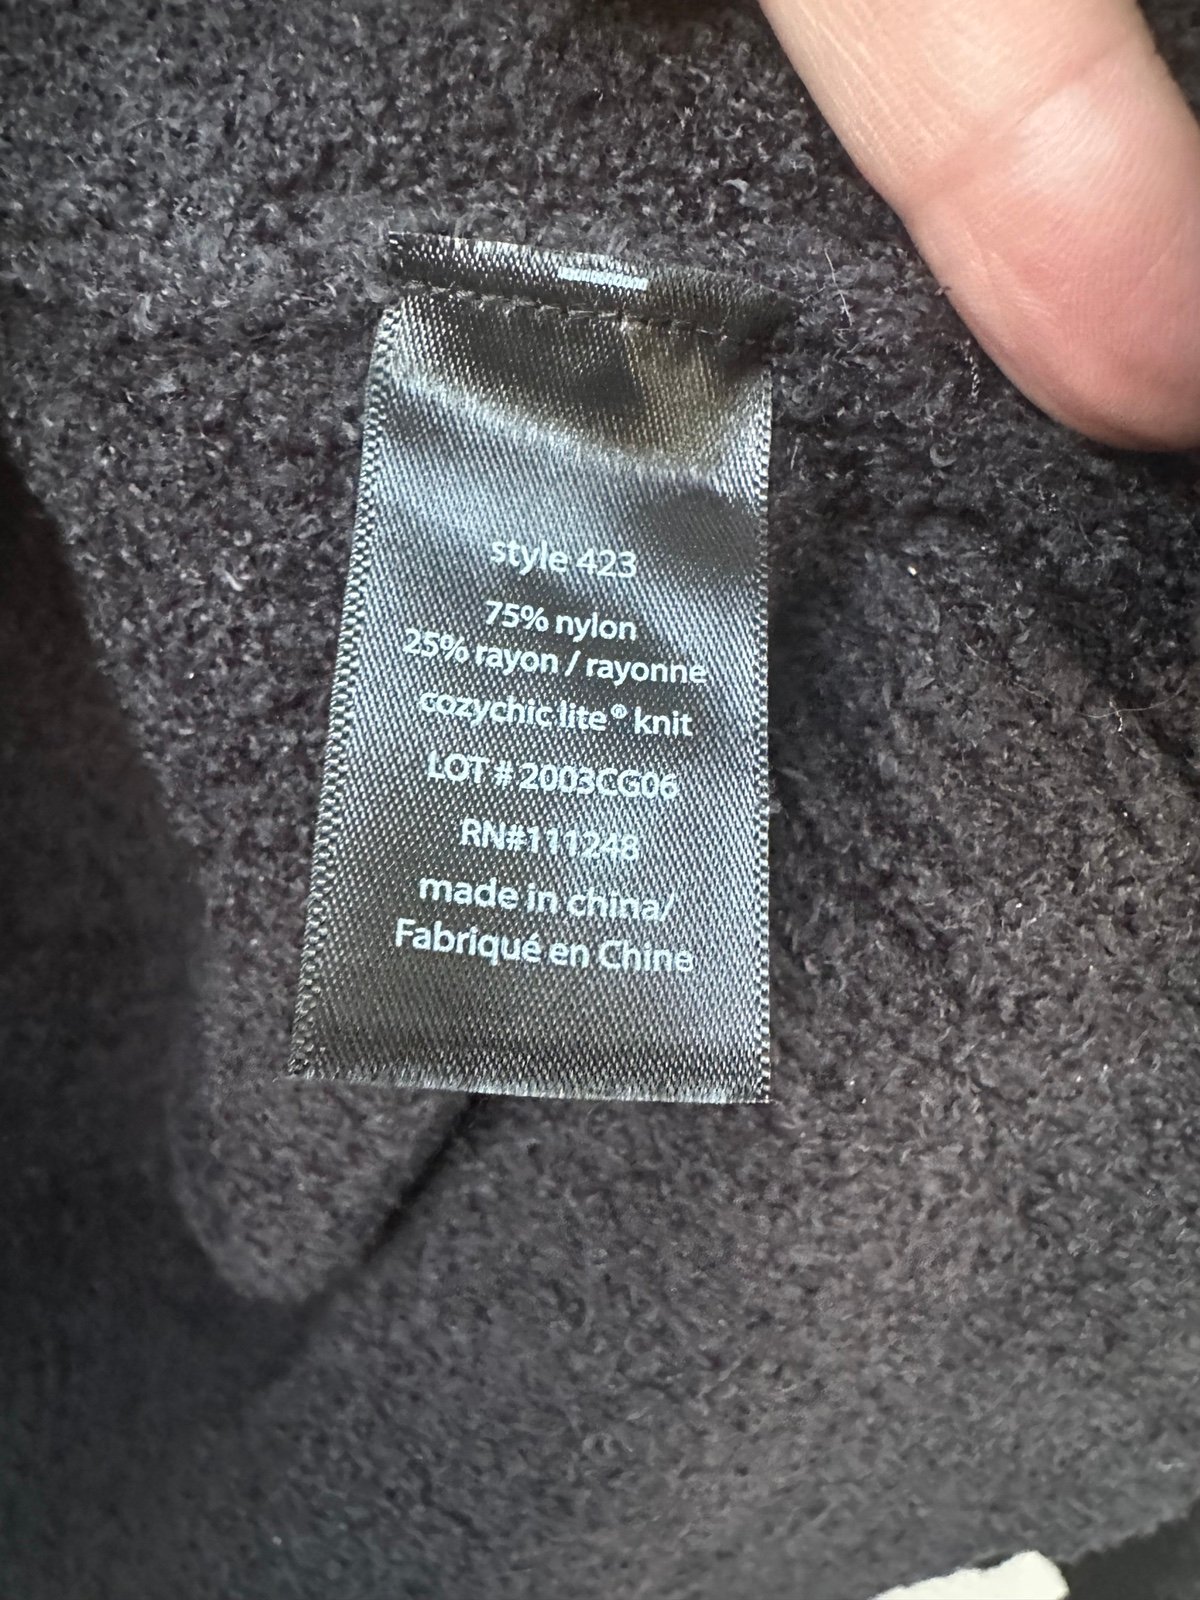 style 423
75% nylon
25% rayon / rayonne
cozychic lite® knit
LOT # 2003CG06
RN#111248
made in china/
Fabriqué en Chine